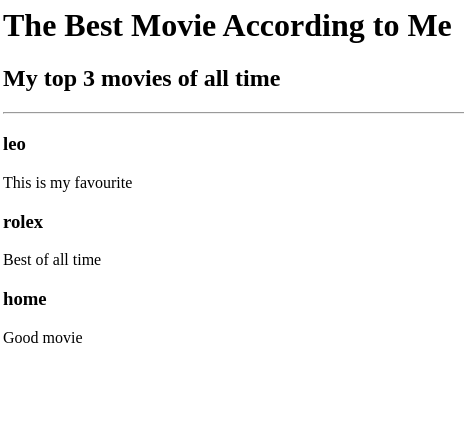 The Best Movie According to Me
My top 3 movies of all time
leo
This is my favourite
rolex
Best of all time
home
Good movie